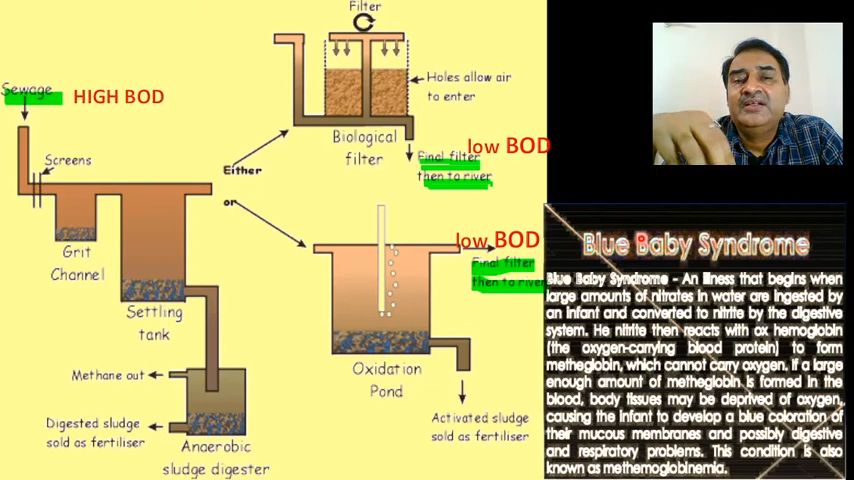 Filter
Sewage
HIGH BOD
Screens
Grit
Channel
Settling
tank
Methane out
Digested sludge
sold as fertiliser
Anaerobic
sludge digester
Either
or
Holes allow air
to enter
Biological
filter
low BOD
Final filter
then to river
low BOD
Final filter
then to river
Oxidation
Pond
Activated sludge
sold as fertiliser
Blue Baby Syndrome
Blue Baby Syndrome - An illness that begins when
large amounts of nitrates in water are ingested by
an infant and converted to nitrite by the digestive
system. He nitrite then reacts with ox hemoglobin
(the oxygen-carrying blood protein) to form
methegloblin, which cannot carry oxygen. If a large
enough amount of metheglobin is formed in the
blood, body tissues may be deprived of oxygen,
causing the infant to develop a blue coloration of
their mucous membranes and possibly digestive
and respiratory problems. This condition is also
known as methemoglobinemia.